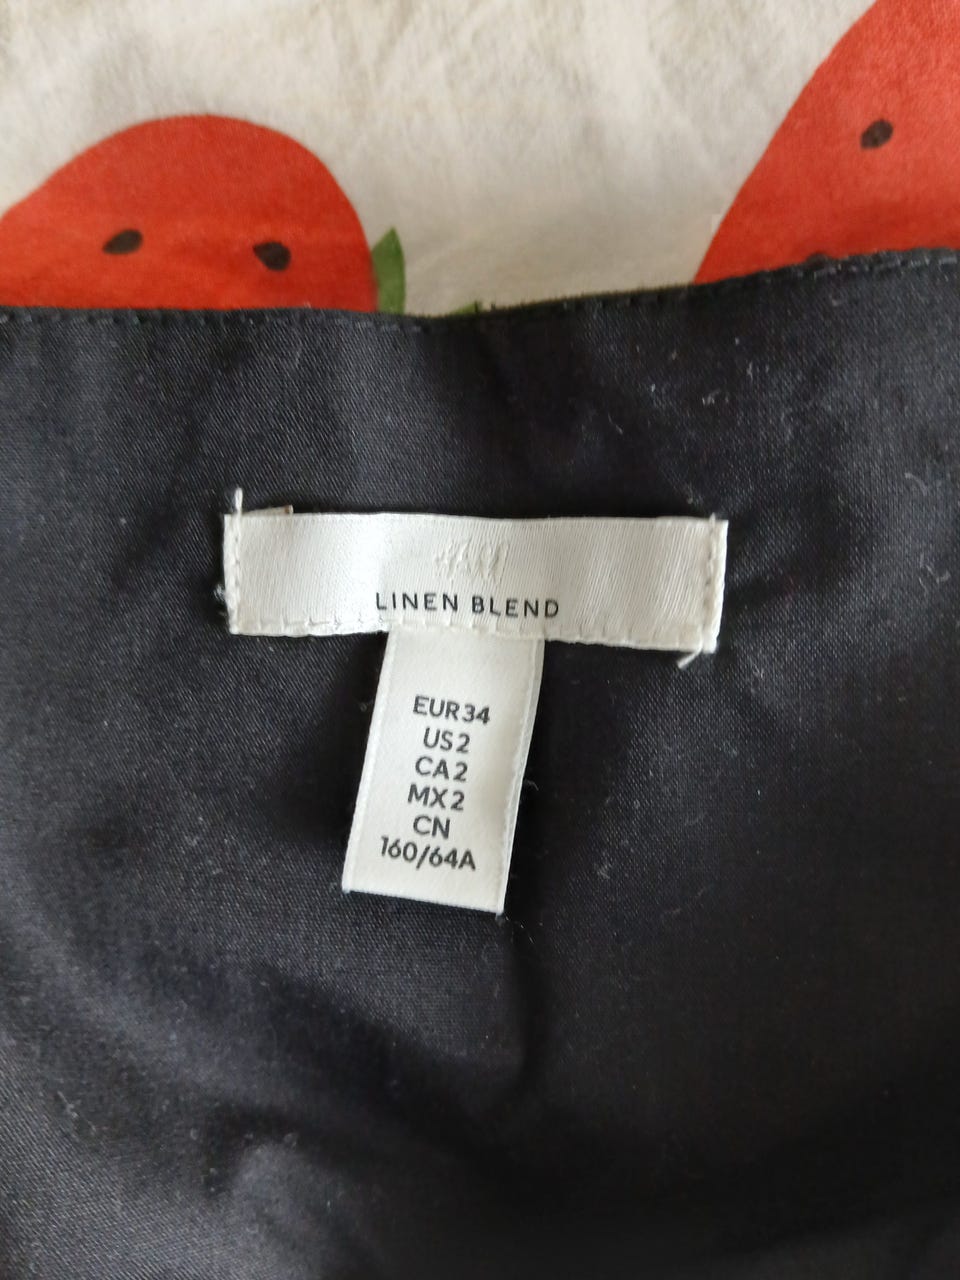 H&M
LINEN BLEND
EUR34
US2
CA2
MX2
CN
160/64A